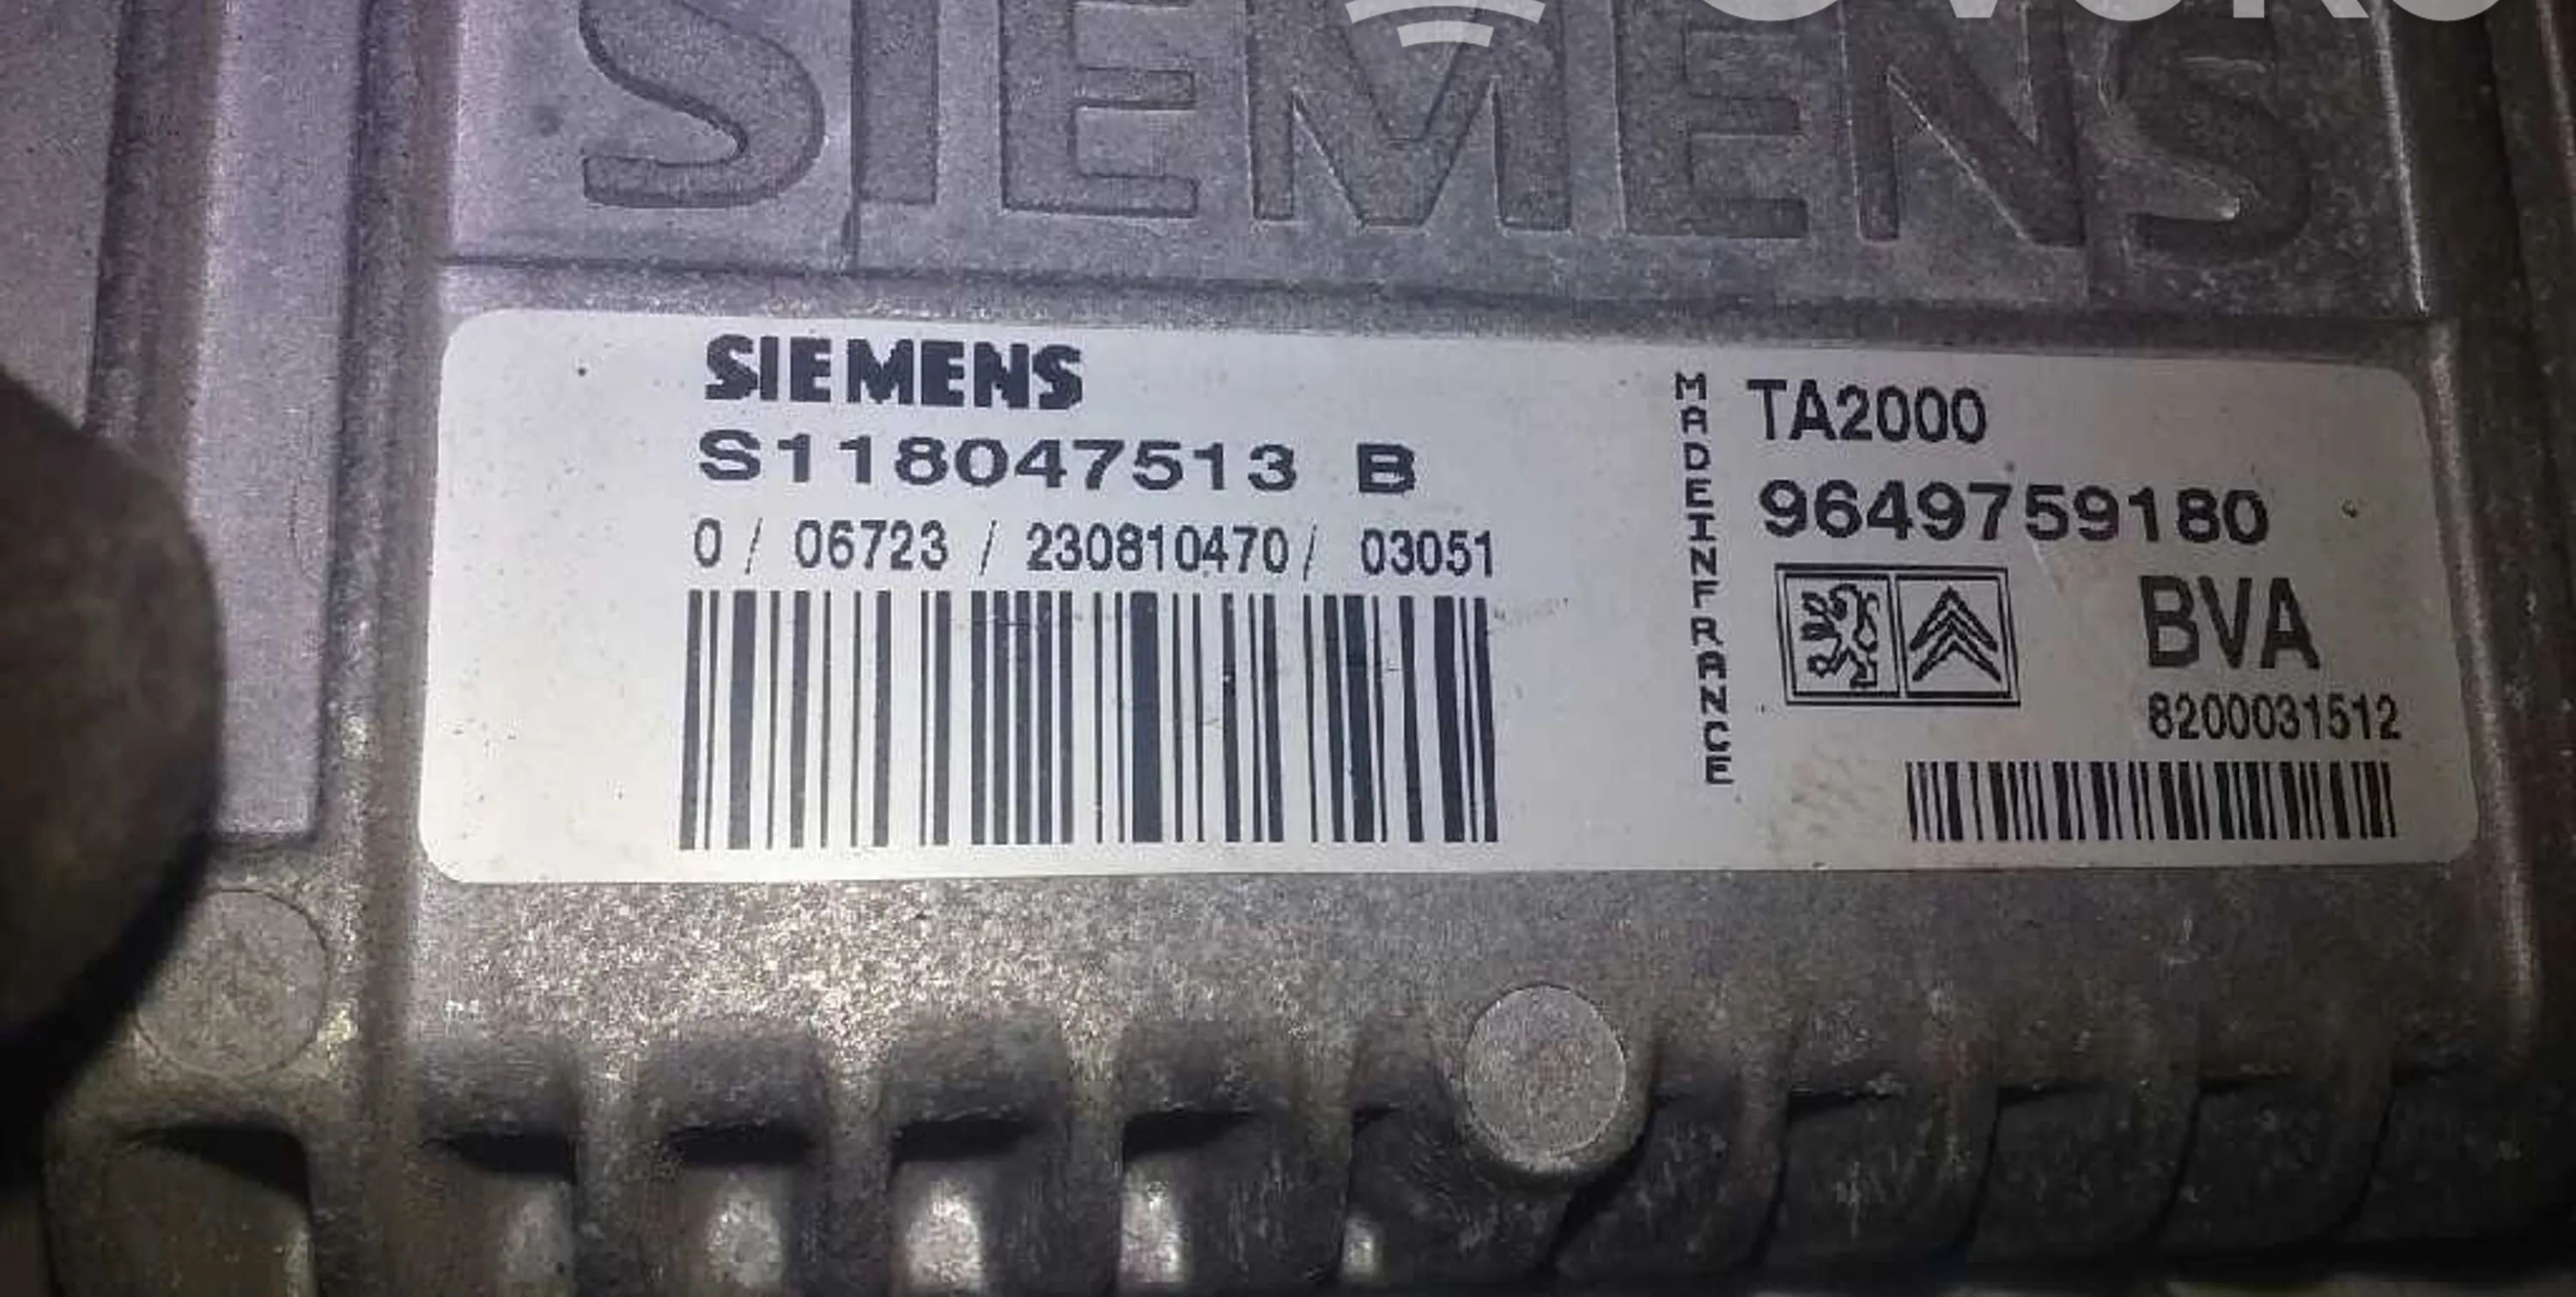 SIEMENS
SIEMENS
S118047513 B
0 / 06723 / 230810470 / 03051
MADEINFRANCE
TA2000
9649759180
BVA
8200031512